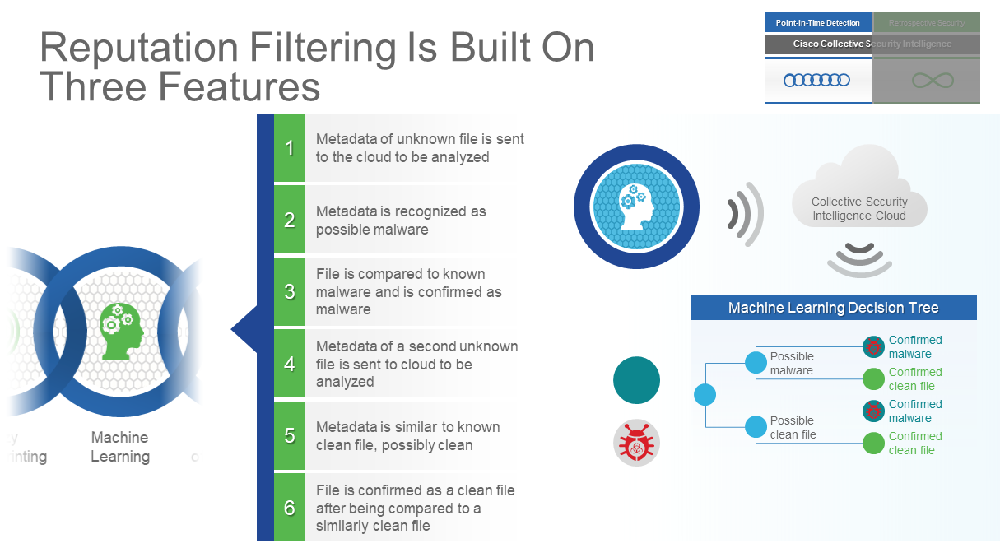 Reputation Filtering Is Built On
Three Features
Point-in-Time Detection
Retrospective Security
Cisco Collective Security Intelligence
1
Metadata of unknown file is sent
to the cloud to be analyzed
2
Metadata is recognized as
possible malware
3
File is compared to known
malware and is confirmed as
malware
4
Metadata of a second unknown
file is sent to cloud to be
analyzed
5
Metadata is similar to known
clean file, possibly clean
6
File is confirmed as a clean file
after being compared to a
similarly clean file
Machine
Learning
Collective Security
Intelligence Cloud
Machine Learning Decision Tree
Possible
malware
Confirmed
malware
Confirmed
clean file
Possible
clean file
Confirmed
malware
Confirmed
clean file